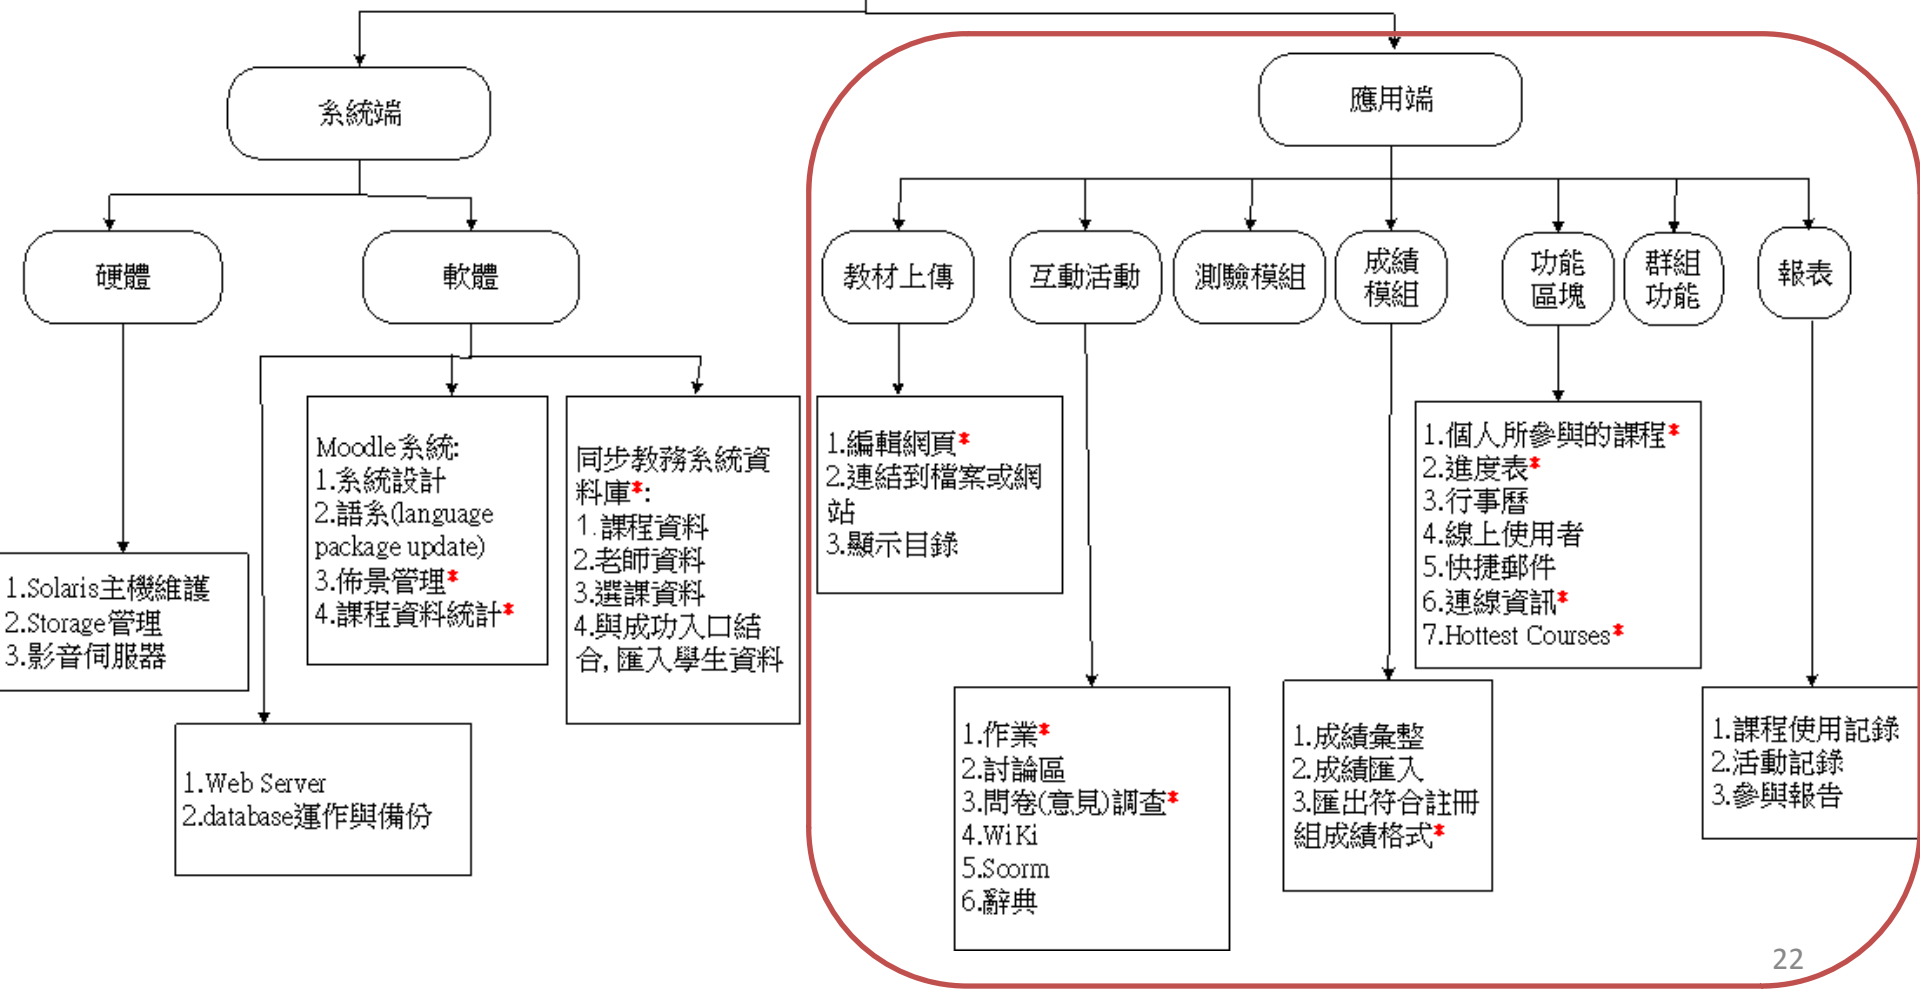 系統端
應用端
硬體
軟體
教材上傳
互動活動
測驗模組
成績
模組
功能
區塊
群組
功能
報表
1.Solaris主機維護
2.Storage管理
3.影音伺服器
1.Web Server
2.database運作與備份
Moodle系統:
1.系統設計
2.語系(language
package update)
3.佈景管理*
4.課程資料統計*
同步教務系統資
料庫*:
1.課程資料
2.老師資料
3.選課資料
4.與成功入口結
合,匯入學生資料
1.編輯網頁*
2.連結到檔案或網
站
3.顯示目錄
1.作業*
2.討論區
3.問卷(意見)調查*
4.WiKi
5.Scorm
6.辭典
1.成績彙整
2.成績匯入
3.匯出符合註冊
組成績格式*
1.個人所參與的課程*
2.進度表*
3.行事曆
4.線上使用者
5.快捷郵件
6.連線資訊*
7.Hottest Courses*
1.課程使用記錄
2.活動記錄
3.參與報告
22